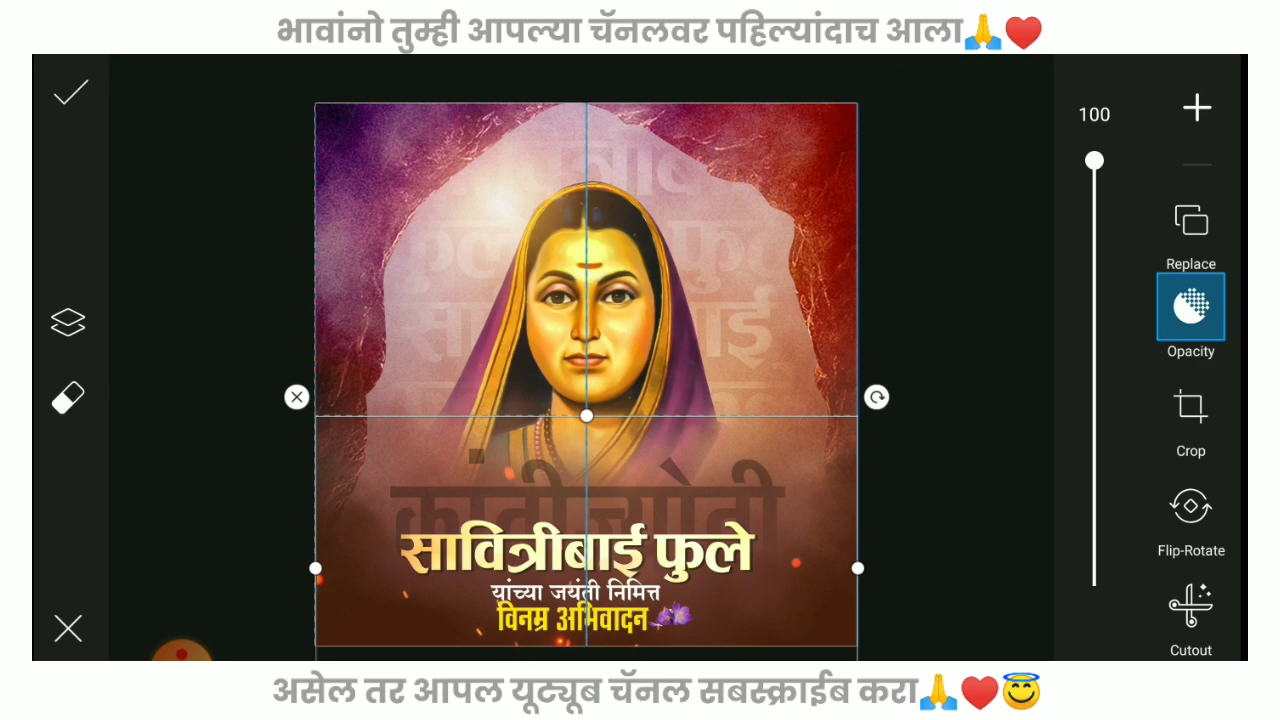 भावांनो तुम्ही आपल्या चॅनलवर पहिल्यांदाच आला🙏♥️
100
Replace
Opacity
Crop
Flip-Rotate
Cutout
त्राब
फुल फुल
सा बाई
क्रांतीज्योती
सावित्रीबाई फुले
यांच्या जयंती निमित्त
विनम्र अभिवादन
असेल तर आपल यूट्यूब चॅनल सबस्क्राईब करा🙏♥️😇